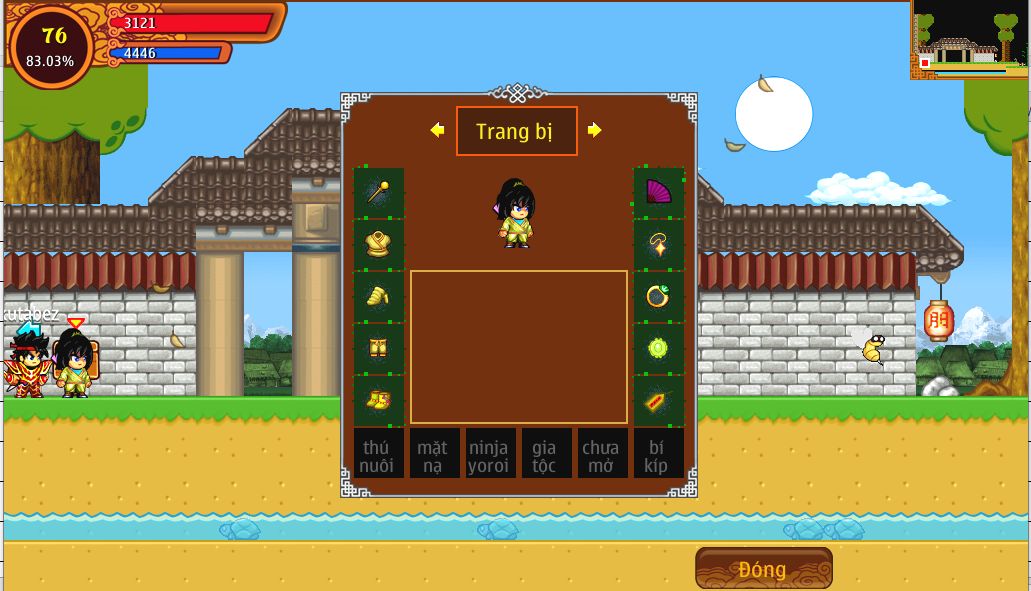 76
83.03%
3121
4446
Trang bị
thú nuôi
mặt nạ
ninja yoroi
gia tộc
chưa mở
bí kíp
Đóng